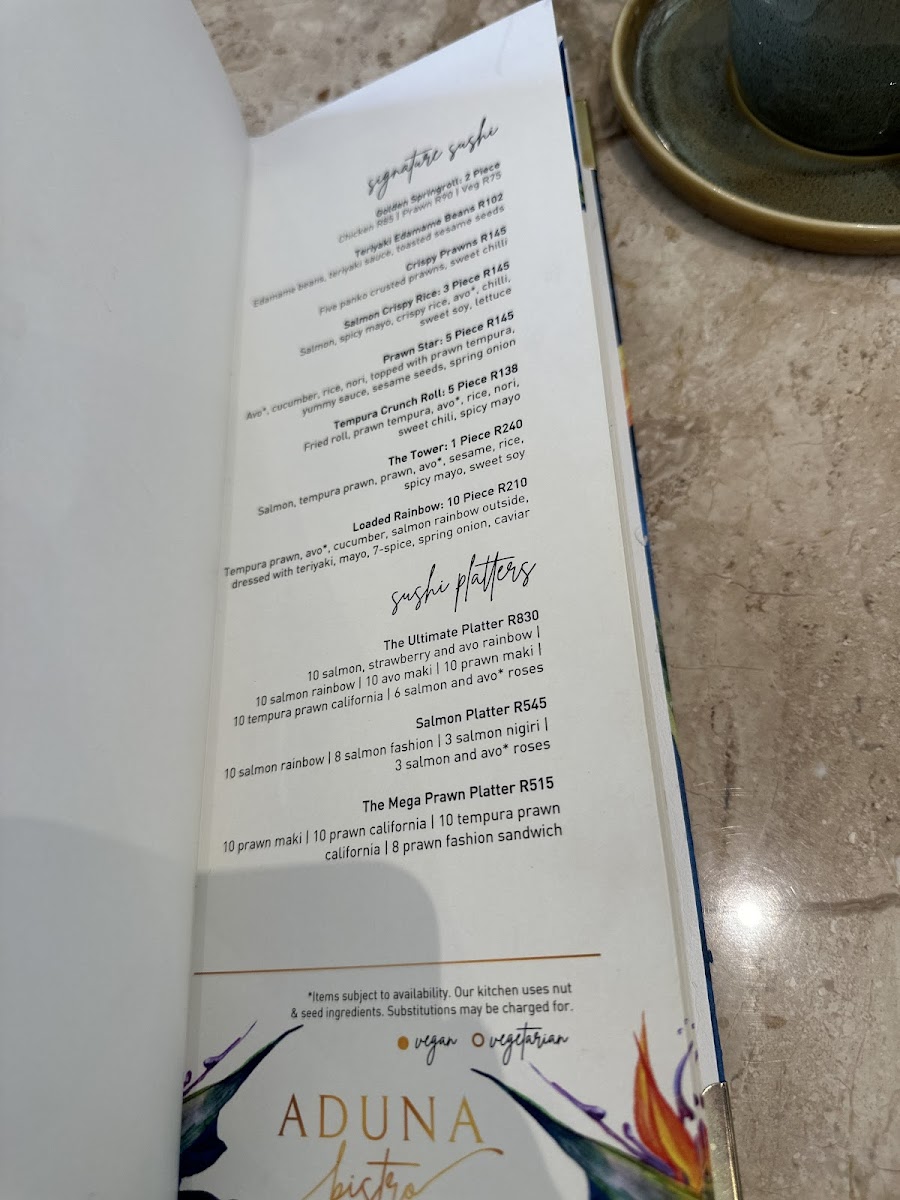 signature sushi
Golden Springroll: 2 Piece
Chicken R85 | Prawn R90 | Veg R75
Teriyaki Edamame Beans R102
Edamame beans, teriyaki sauce, toasted sesame seeds
Crispy Prawns R145
Five panko crusted prawns, sweet chilli
Salmon Crispy Rice: 3 Piece R145
Salmon, spicy mayo, crispy rice, avo*, chilli,
sweet soy, lettuce
Prawn Star: 5 Piece R145
Avo*, cucumber, rice, nori, topped with prawn tempura,
yummy sauce, sesame seeds, spring onion
Tempura Crunch Roll: 5 Piece R138
Fried roll, prawn tempura, avo*, rice, nori,
sweet chili, spicy mayo
The Tower: 1 Piece R240
Salmon, tempura prawn, prawn, avo*, sesame, rice,
spicy mayo, sweet soy
Loaded Rainbow: 10 Piece R210
Tempura prawn, avo*, cucumber, salmon rainbow outside,
dressed with teriyaki, mayo, 7-spice, spring onion, caviar
sushi platters
The Ultimate Platter R830
10 salmon, strawberry and avo rainbow |
10 salmon rainbow | 10 avo maki | 10 prawn maki |
10 tempura prawn california | 6 salmon and avo* roses
Salmon Platter R545
10 salmon rainbow | 8 salmon fashion | 3 salmon nigiri |
3 salmon and avo* roses
The Mega Prawn Platter R515
10 prawn maki | 10 prawn california | 10 tempura prawn
california | 8 prawn fashion sandwich
*Items subject to availability. Our kitchen uses nut
& seed ingredients. Substitutions may be charged for.
vegan vegetarian
ADUNA
bistro